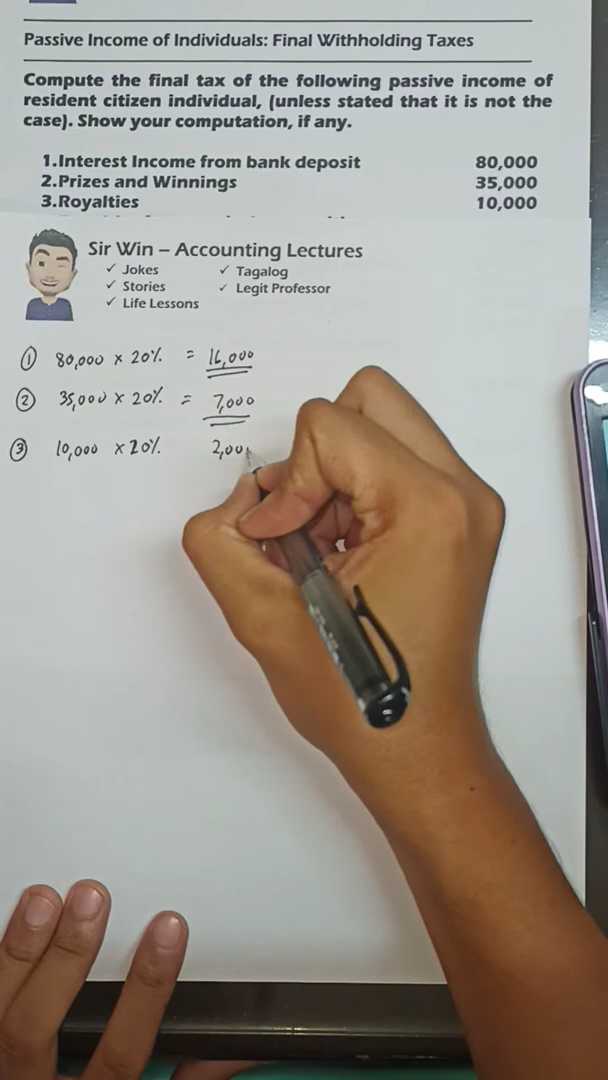 Passive Income of Individuals: Final Withholding Taxes
Compute the final tax of the following passive income of
resident citizen individual, (unless stated that it is not the
case). Show your computation, if any.
1.Interest Income from bank deposit 80,000
2.Prizes and Winnings 35,000
3.Royalties 10,000
Sir Win – Accounting Lectures
✓ Jokes ✓ Tagalog
✓ Stories ✓ Legit Professor
✓ Life Lessons
① 80,000 x 20% = 16,000
② 35,000 x 20% = 7,000
③ 10,000 x 20% 2,00